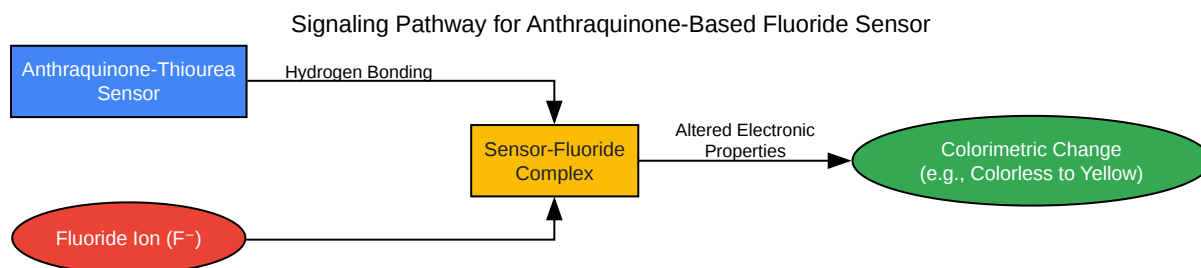 Signaling Pathway for Anthraquinone-Based Fluoride Sensor
Anthraquinone-Thiourea
Sensor
Hydrogen Bonding
Sensor-Fluoride
Complex
Altered Electronic
Properties
Colorimetric Change
(e.g., Colorless to Yellow)
Fluoride Ion (F⁻)